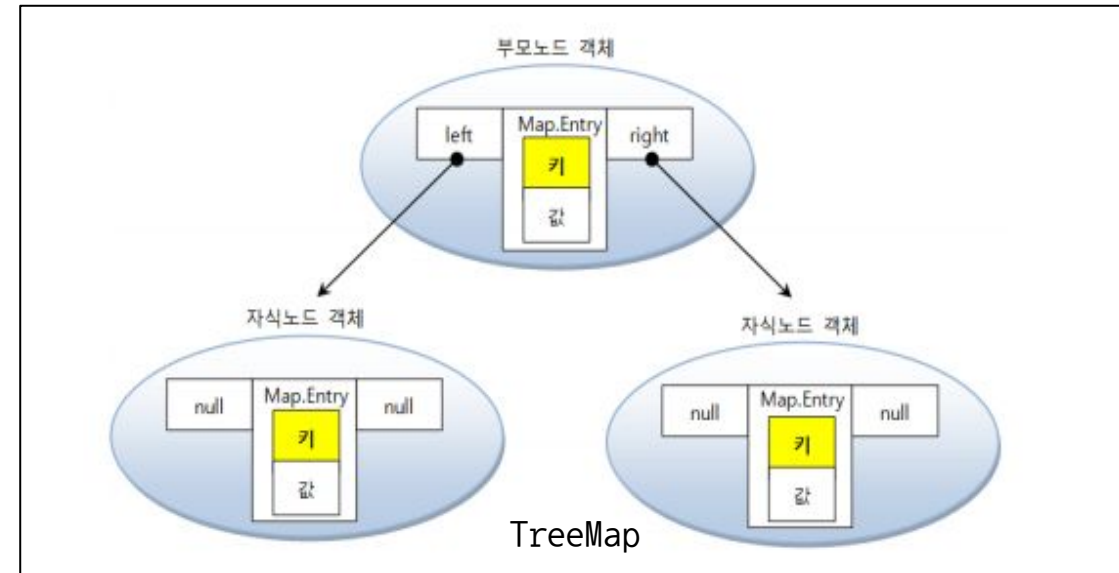 부모노드 객체
left
Map.Entry
right
키
값
자식노드 객체
자식노드 객체
null
Map.Entry
null
키
값
null
Map.Entry
null
키
값
TreeMap